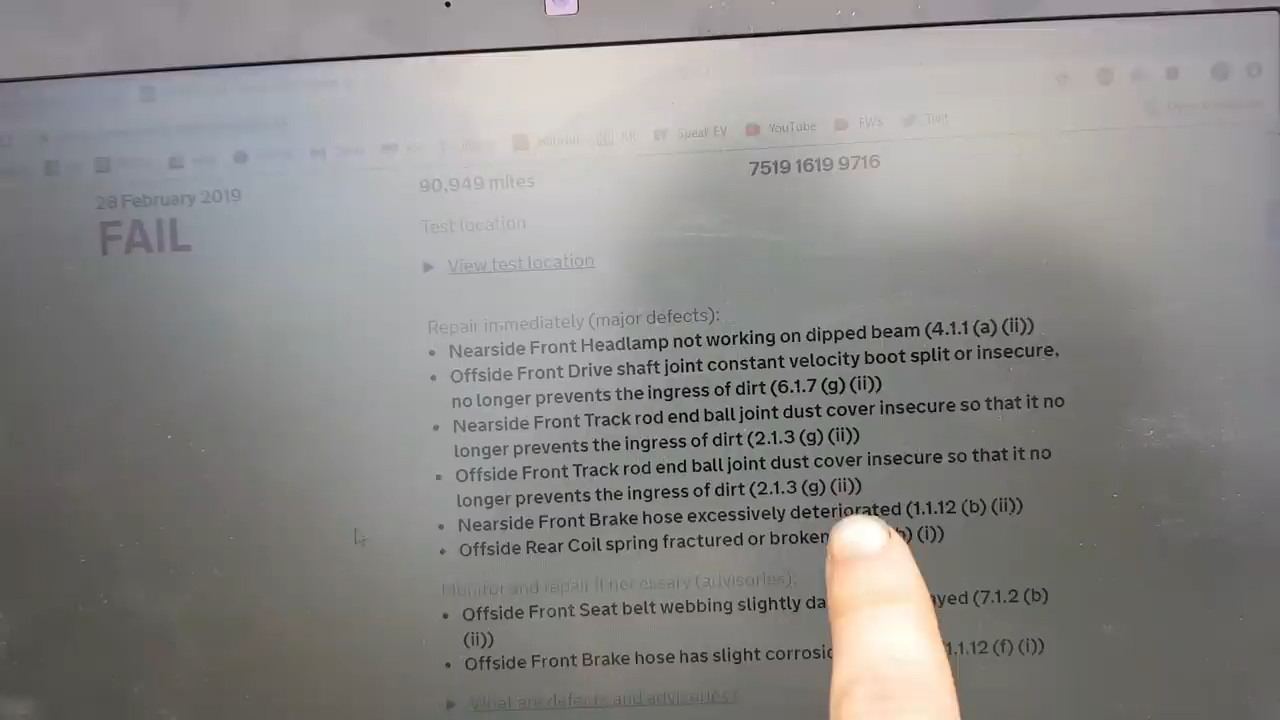 Speak EV YouTube FWs
28 February 2019 90,949 miles 7519 1619 9716
FAIL
Test location
View test location
Repair immediately (major defects):
Nearside Front Headlamp not working on dipped beam (4.1.1 (a) (ii))
Offside Front Drive shaft joint constant velocity boot split or insecure,
no longer prevents the ingress of dirt (6.1.7 (g) (ii))
Nearside Front Track rod end ball joint dust cover insecure so that it no
longer prevents the ingress of dirt (2.1.3 (g) (ii))
Offside Front Track rod end ball joint dust cover insecure so that it no
longer prevents the ingress of dirt (2.1.3 (g) (ii))
Nearside Front Brake hose excessively deteriorated (1.1.12 (b) (ii))
Offside Rear Coil spring fractured or broken (i))
Monitor and repair if necessary (advisories):
Offside Front Seat belt webbing slightly (7.1.2 (b)
(ii))
Offside Front Brake hose has slight 1.1.12 (f) (i))
What are defects and advisories?